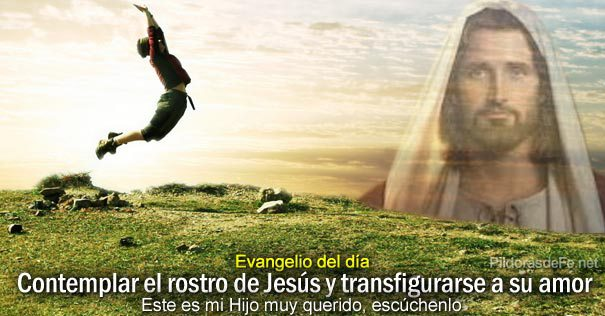 Evangelio del día
PildorasdeFe.net
Contemplar el rostro de Jesús y transfigurarse a su amor
Este es mi Hijo muy querido, escúchenlo